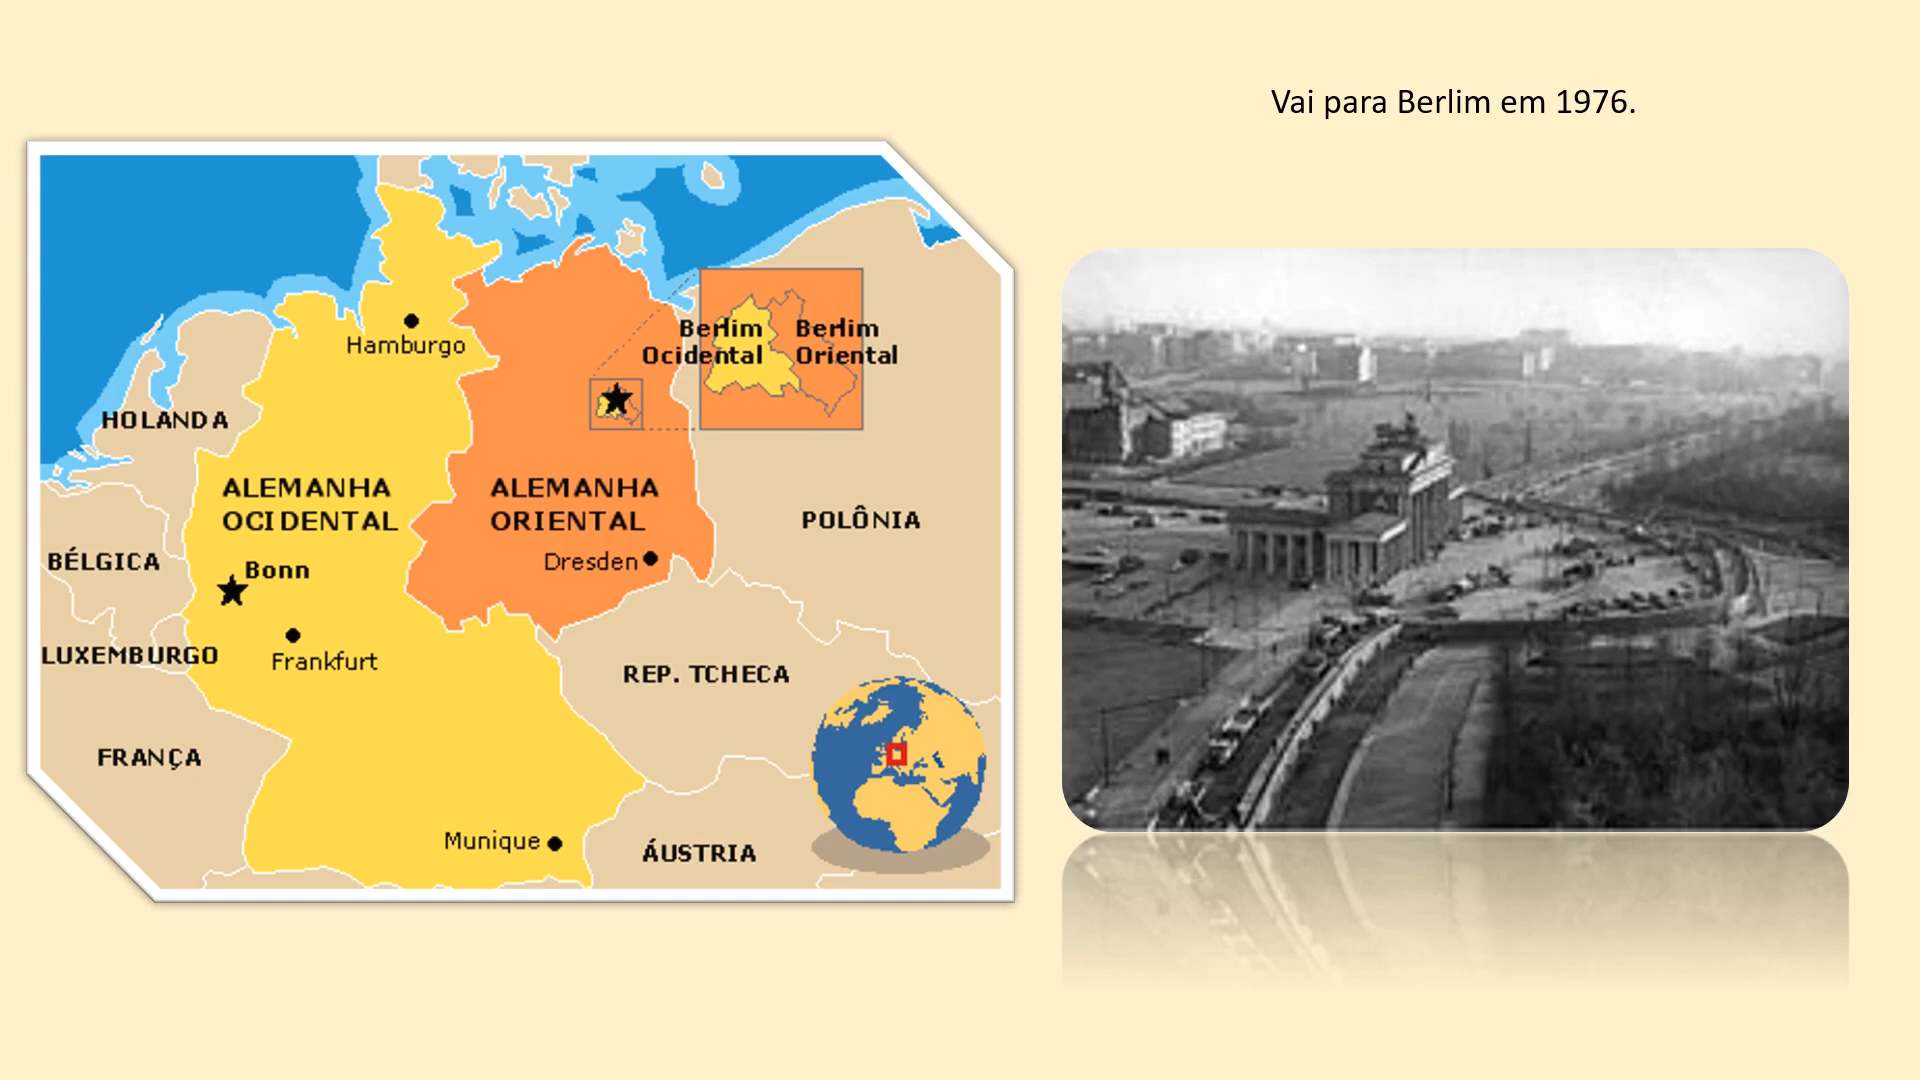 Vai para Berlim em 1976.
Hamburgo
Berlim
Ocidental
Berlim
Oriental
HOLANDA
ALEMANHA
OCIDENTAL
ALEMANHA
ORIENTAL
POLÔNIA
BÉLGICA
Bonn
Dresden
LUXEMBURGO
Frankfurt
REP. TCHECA
FRANÇA
Munique
ÁUSTRIA